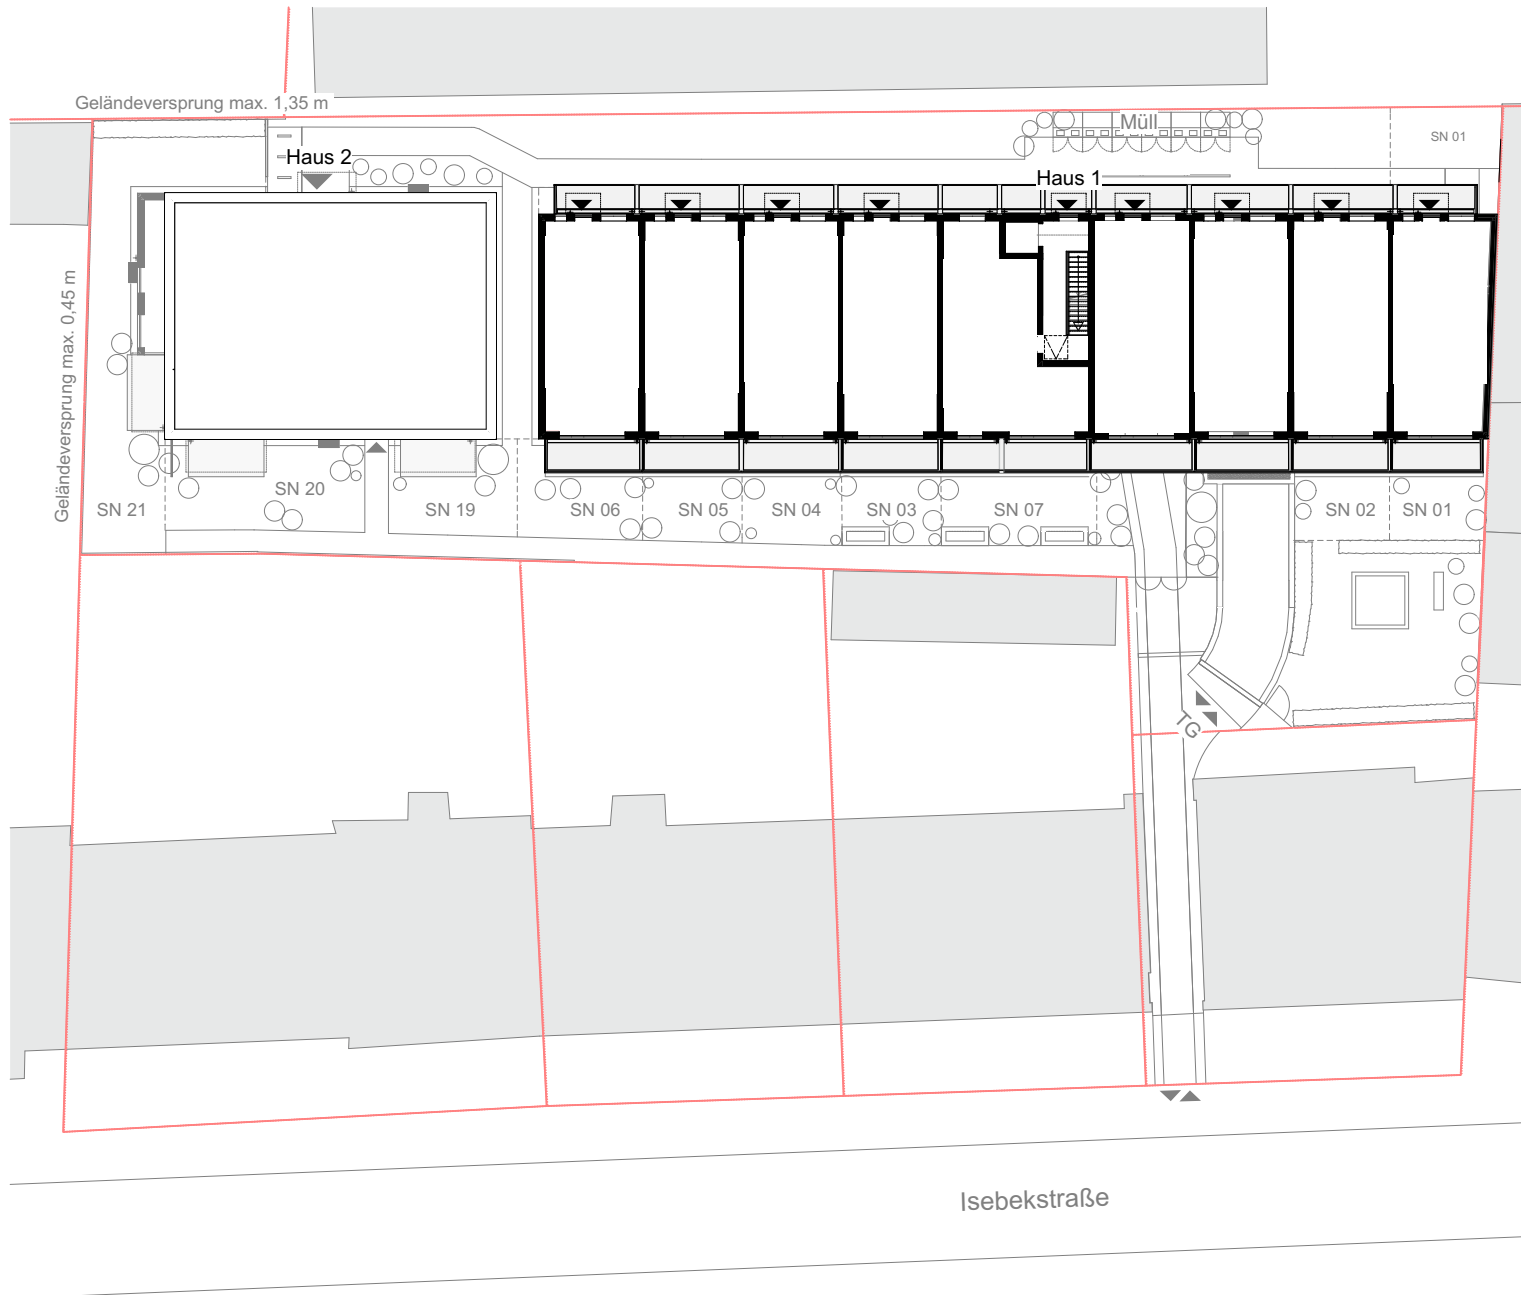 Geländeversprung max. 1,35 m
Müll
SN 01
Haus 2
Haus 1
Geländeversprung max. 0,45 m
SN 21
SN 20
SN 19
SN 06
SN 05
SN 04
SN 03
SN 07
SN 02
SN 01
TG
Isebekstraße